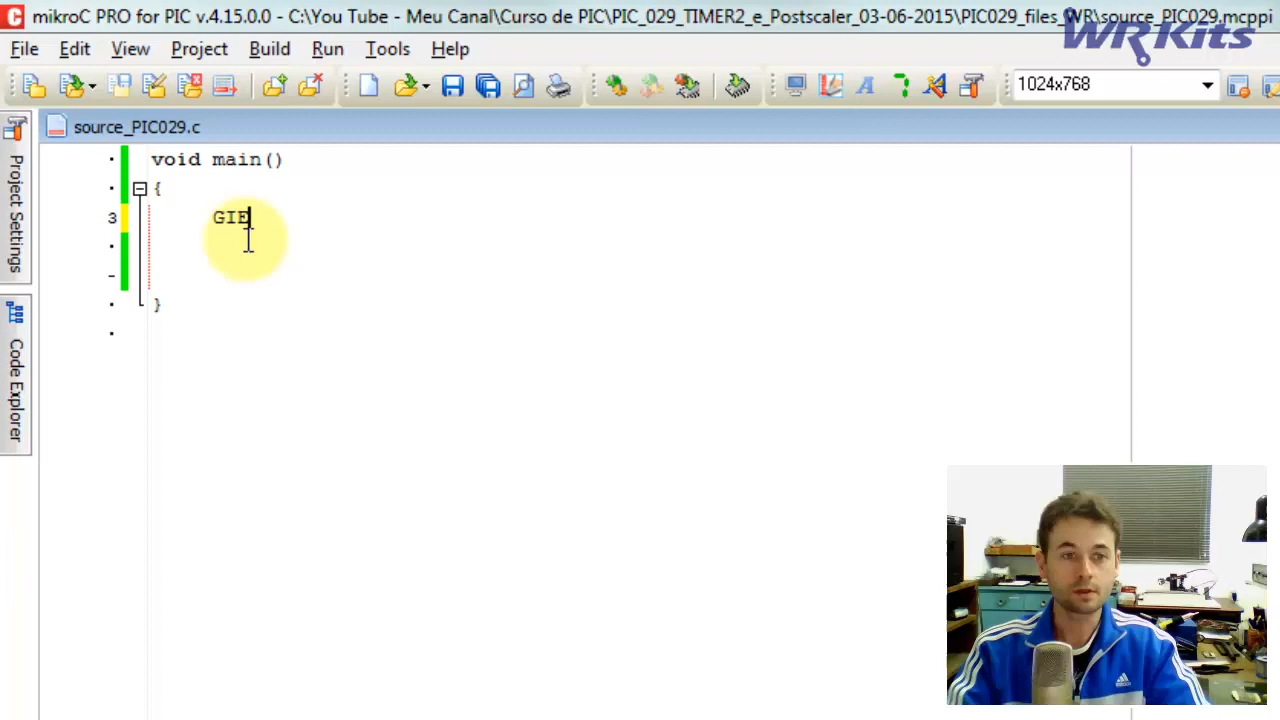 mikroC PRO for PIC v.4.15.0.0 - C:\You Tube - Meu Canal\Curso de PIC\PIC_029_TIMER2_e_Postscaler_03-06-2015\PIC029_files_WR\source_PIC029.mcppi
WR Kits
File Edit View Project Build Run Tools Help
1024x768
source_PIC029.c
Project Settings
Code Explorer
void main()
{
3 GIE
}